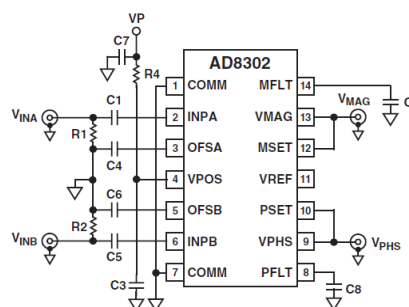 VP
C7
R4
AD8302
1 COMM MFLT 14
C1
VINA
2 INPA VMAG 13
VMAG
C
R1
3 OFSA MSET 12
C4
4 VPOS VREF 11
C6
5 OFSB PSET 10
R2
6 INPB VPHS 9
VINB
C5
VPHS
7 COMM PFLT 8
C3
C8